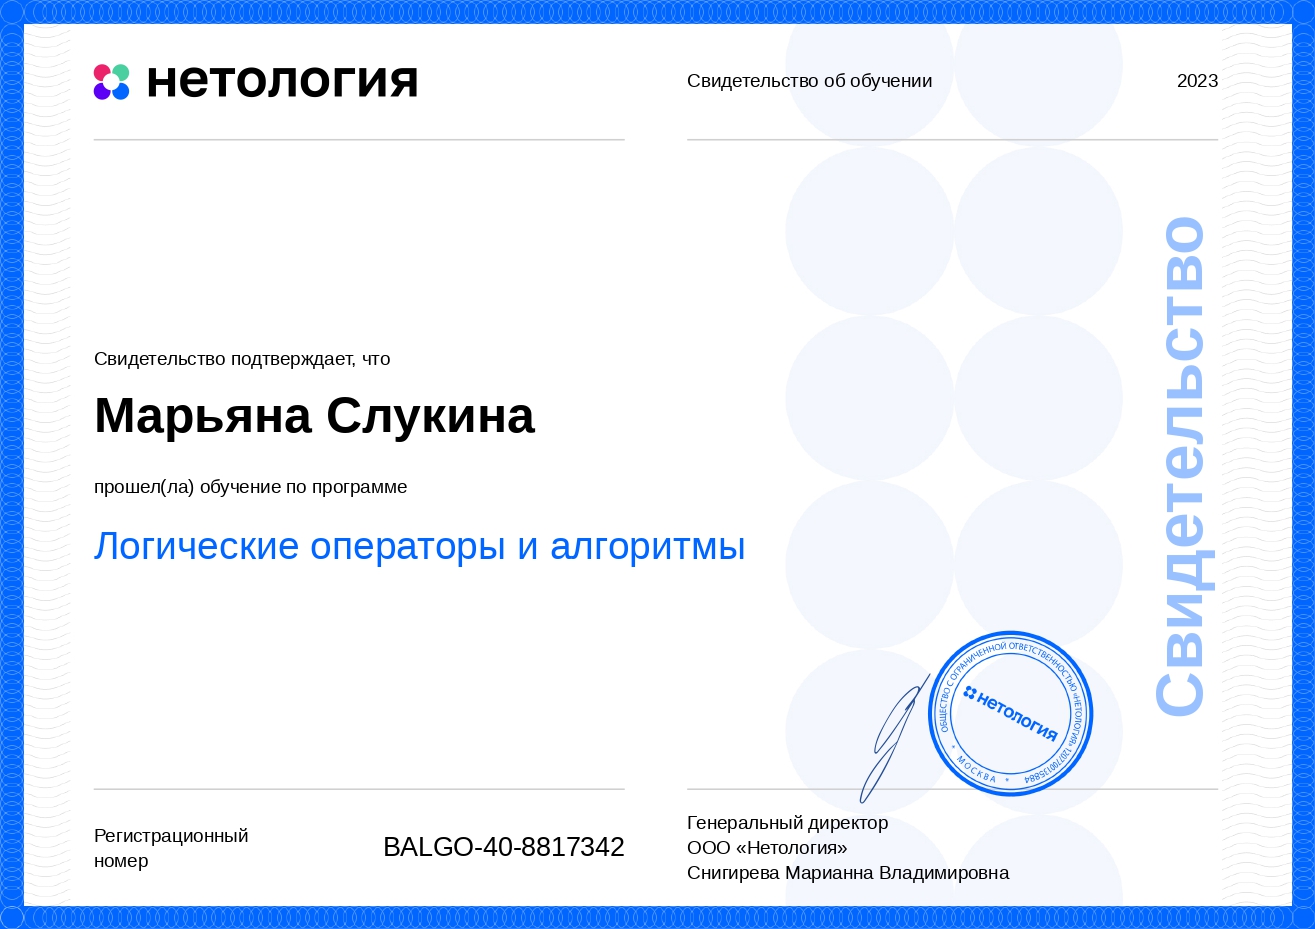 нетология
Свидетельство об обучении
2023
Свидетельство подтверждает, что
Марьяна Слукина
прошел(ла) обучение по программе
Логические операторы и алгоритмы
Свидетельство
ОБЩЕСТВО С ОГРАНИЧЕННОЙ ОТВЕТСТВЕННОСТЬЮ «НЕТОЛОГИЯ» 1207700135884
* МОСКВА *
нетология
Регистрационный
номер
BALGO-40-8817342
Генеральный директор
ООО «Нетология»
Снигирева Марианна Владимировна